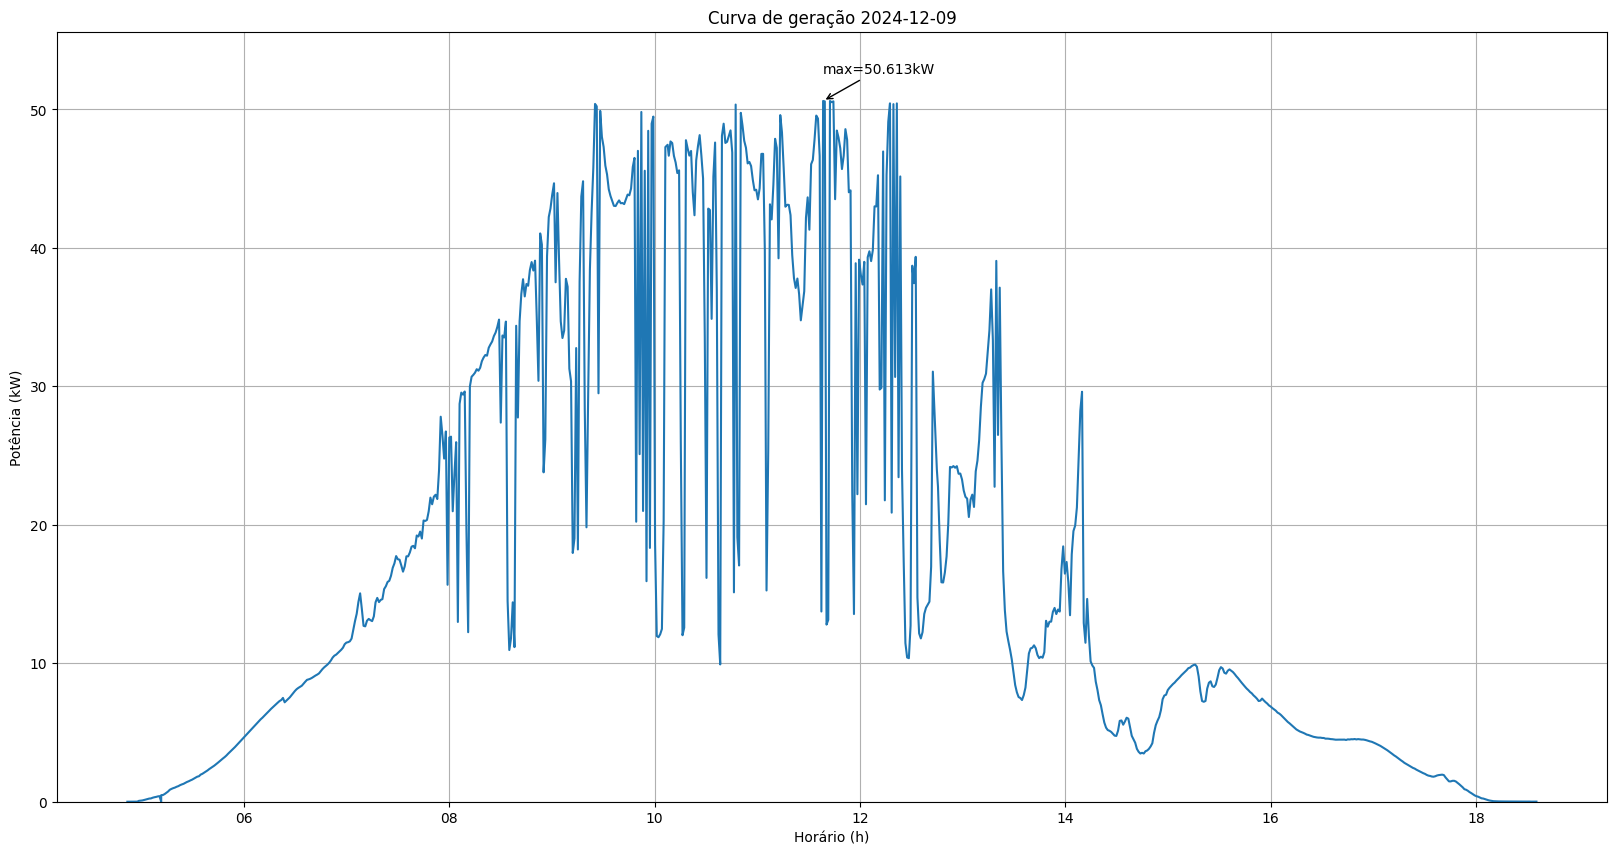 Curva de geração 2024-12-09
max=50.613kW
50
40
30
20
10
0
Potência (kW)
06 08 10 12 14 16 18
Horário (h)